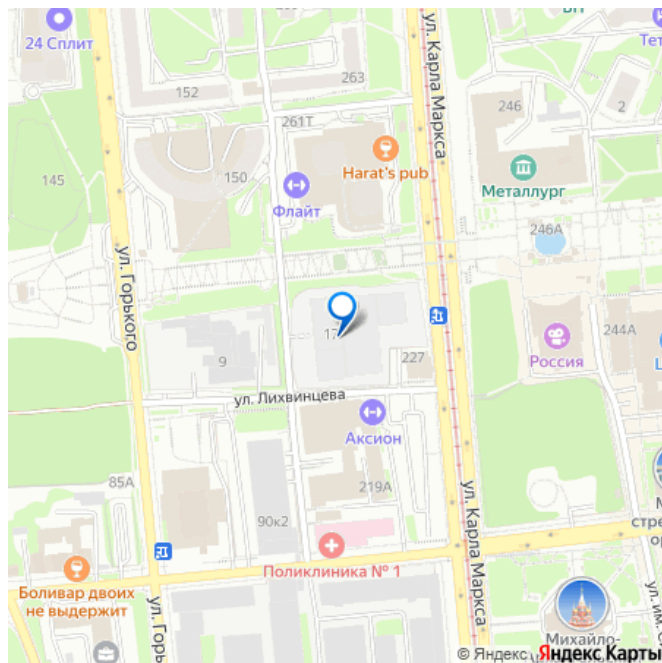 24 Сплит
152
263
261Т
ул. Карла Маркса
246
2
Harat's pub
Металлург
145
150
Флайт
246А
ул. Горького
17
9
227
Россия
244А
ул. Лихвинцева
Аксион
219А
85А
90к2
ул. Карла Маркса
Поликлиника № 1
Боливар двоих
не выдержит
ул. им.
Михайло-
© Яндекс Яндекс Карты